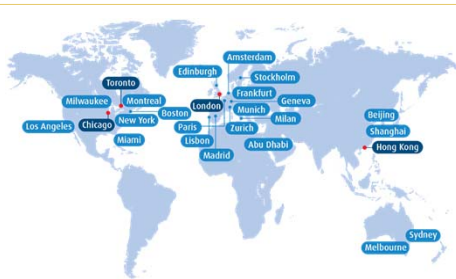 Amsterdam
Edinburgh
Stockholm
Toronto
Frankfurt
Milwaukee
Montreal
London
Geneva
Boston
Munich
Los Angeles
Chicago
New York
Paris
Zurich
Milan
Beijing
Miami
Lisbon
Abu Dhabi
Shanghai
Madrid
Hong Kong
Sydney
Melbourne